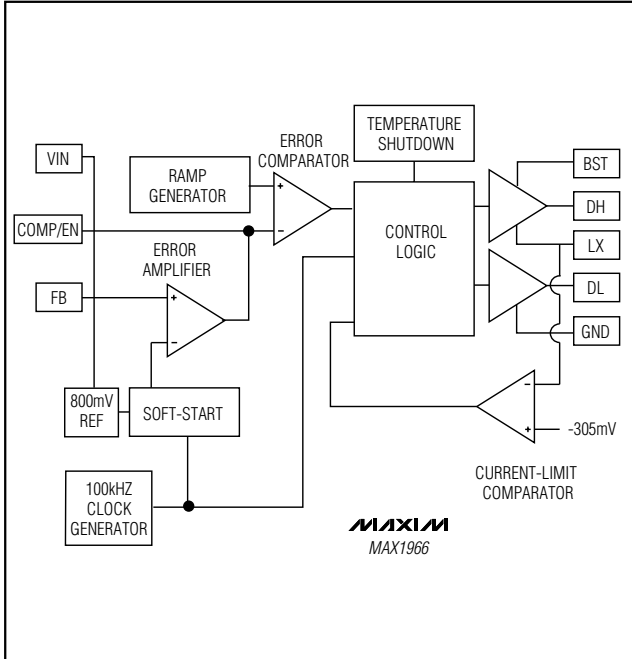 VIN
COMP/EN
FB
800mV
REF
100kHZ
CLOCK
GENERATOR
RAMP
GENERATOR
ERROR
AMPLIFIER
+
−
SOFT-START
ERROR
COMPARATOR
+
−
TEMPERATURE
SHUTDOWN
CONTROL
LOGIC
BST
DH
LX
DL
GND
−
+
-305mV
CURRENT-LIMIT
COMPARATOR
MAXIM
MAX1966